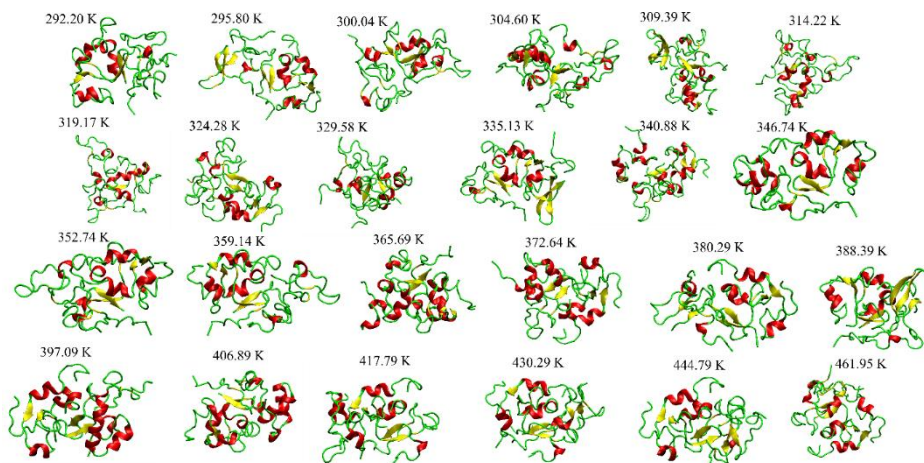 292.20 K
295.80 K
300.04 K
304.60 K
309.39 K
314.22 K
319.17 K
324.28 K
329.58 K
335.13 K
340.88 K
346.74 K
352.74 K
359.14 K
365.69 K
372.64 K
380.29 K
388.39 K
397.09 K
406.89 K
417.79 K
430.29 K
444.79 K
461.95 K